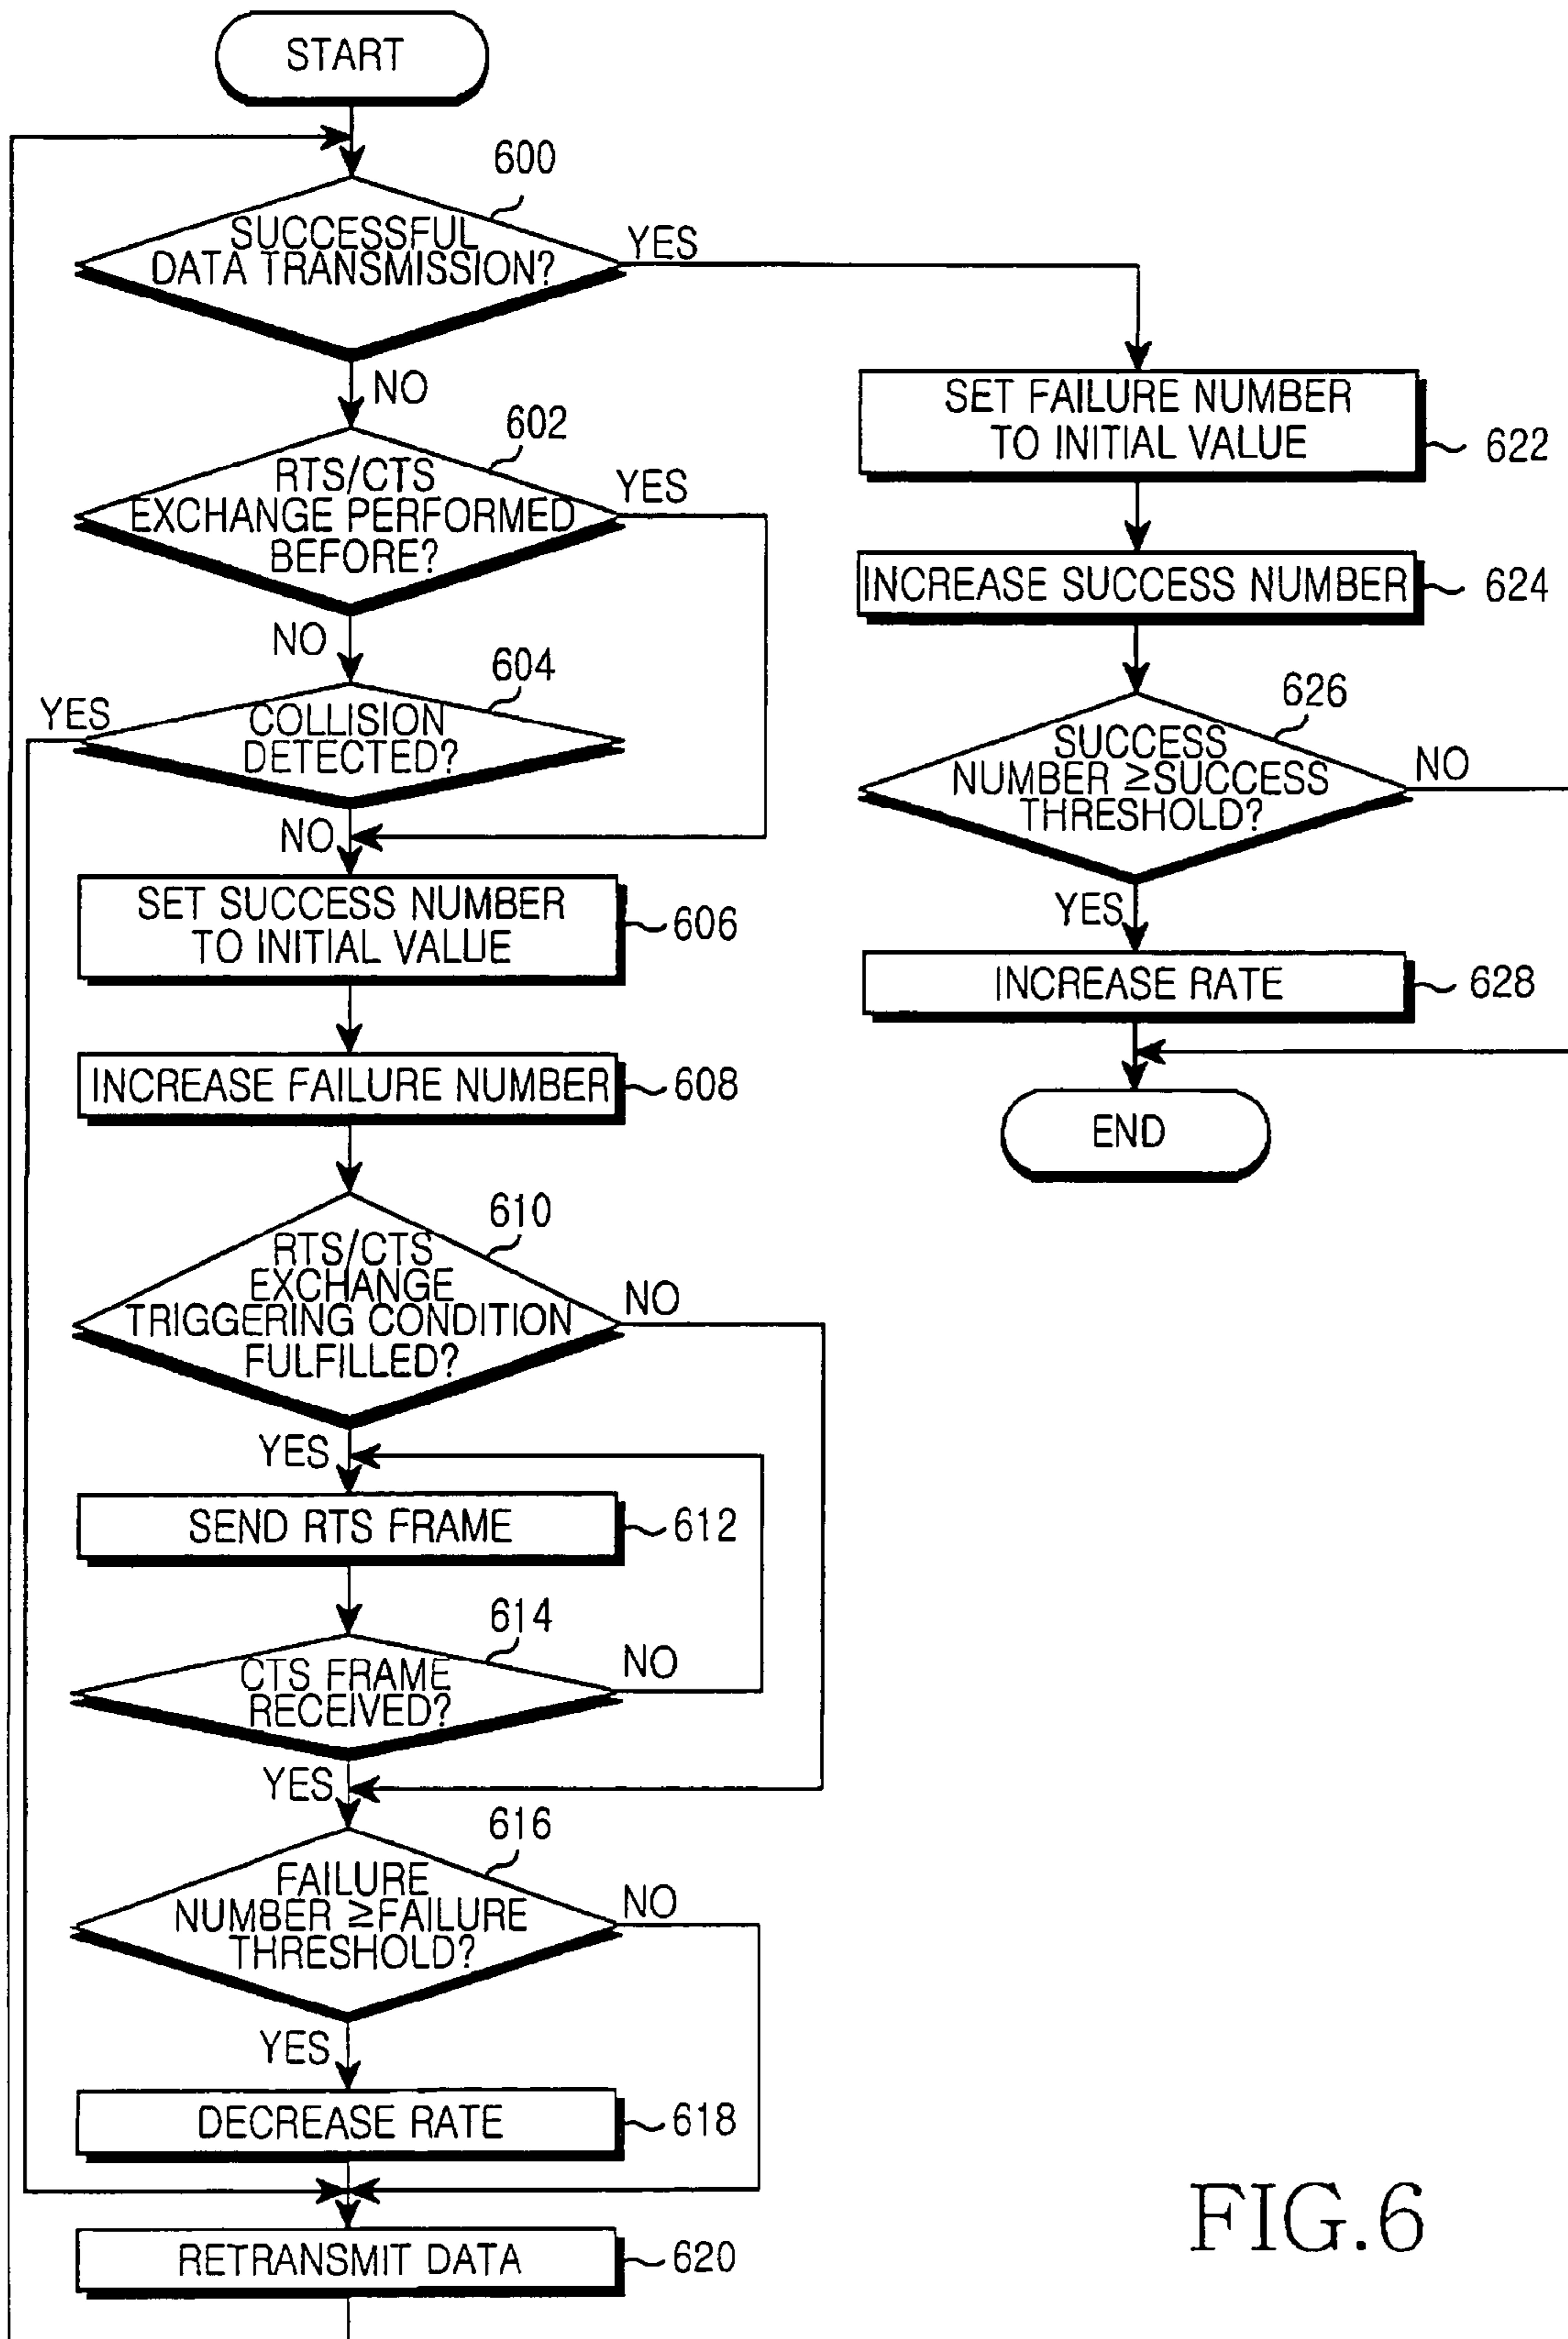 START
600
SUCCESSFUL
DATA TRANSMISSION?
YES
NO
602
RTS/CTS
EXCHANGE PERFORMED
BEFORE?
YES
NO
604
COLLISION
DETECTED?
YES
NO
SET SUCCESS NUMBER
TO INITIAL VALUE
606
INCREASE FAILURE NUMBER
608
610
RTS/CTS
EXCHANGE
TRIGGERING CONDITION
FULFILLED?
NO
YES
SEND RTS FRAME
612
614
CTS FRAME
RECEIVED?
NO
YES
616
FAILURE
NUMBER ≥FAILURE
THRESHOLD?
NO
YES
DECREASE RATE
618
RETRANSMIT DATA
620
SET FAILURE NUMBER
TO INITIAL VALUE
622
INCREASE SUCCESS NUMBER
624
626
SUCCESS
NUMBER ≥SUCCESS
THRESHOLD?
NO
YES
INCREASE RATE
628
END
FIG.6